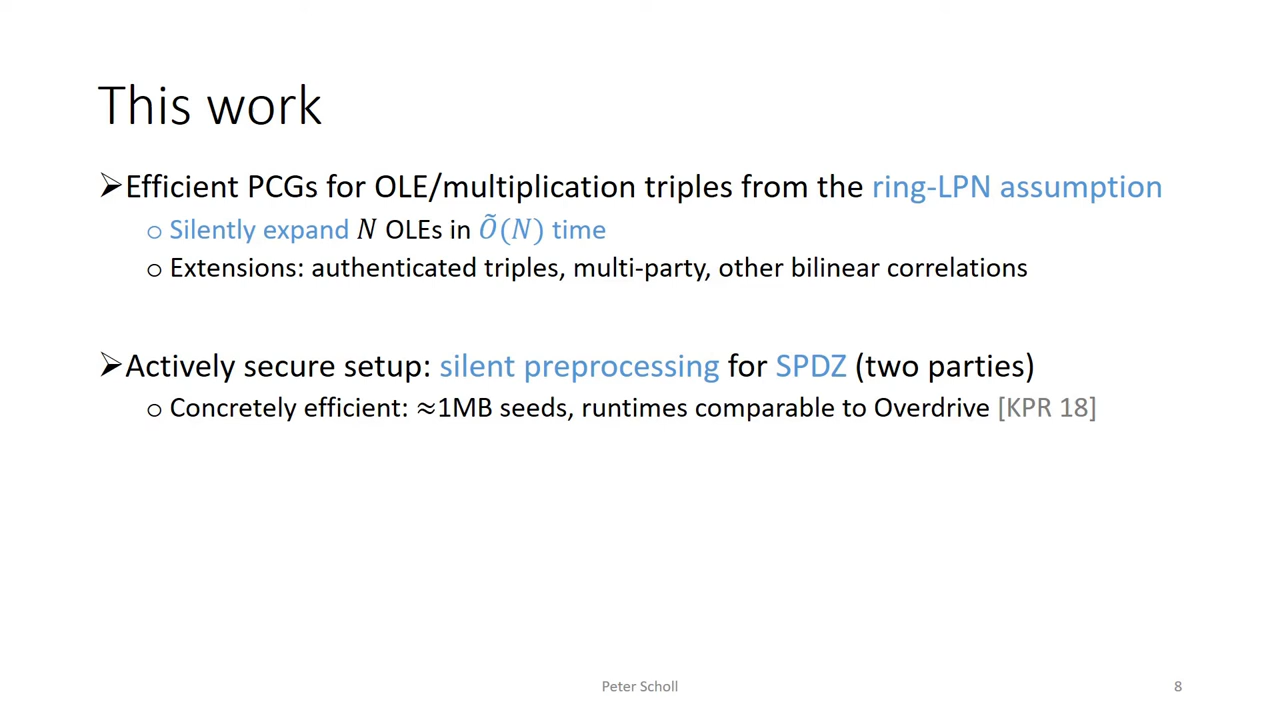 This work
➢Efficient PCGs for OLE/multiplication triples from the ring-LPN assumption
○ Silently expand 𝑁 OLEs in Õ(𝑁) time
○ Extensions: authenticated triples, multi-party, other bilinear correlations
➢Actively secure setup: silent preprocessing for SPDZ (two parties)
○ Concretely efficient: ≈1MB seeds, runtimes comparable to Overdrive [KPR 18]
Peter Scholl
8